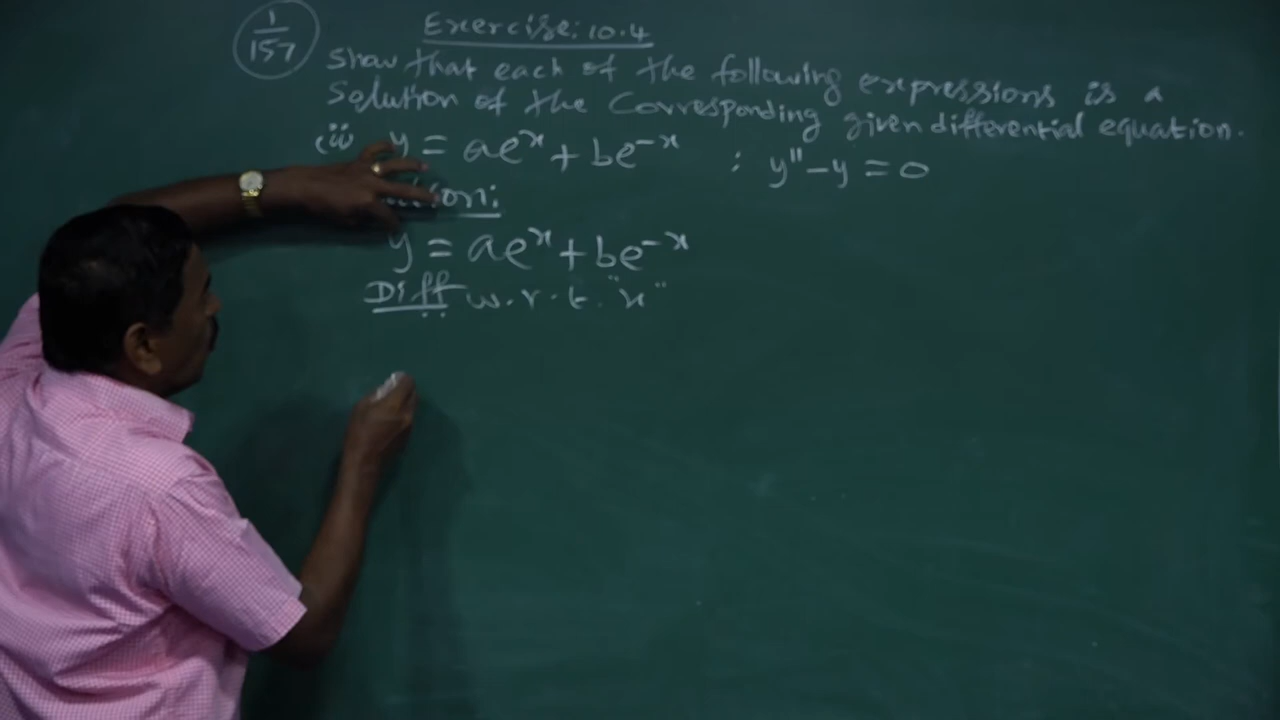 1/157 Exercise: 10.4
Show that each of the following expressions is a
solution of the corresponding given differential equation.
y = ae^x + be^-x ; y'' - y = 0
y = ae^x + be^-x
Diff w.r.t. "x"